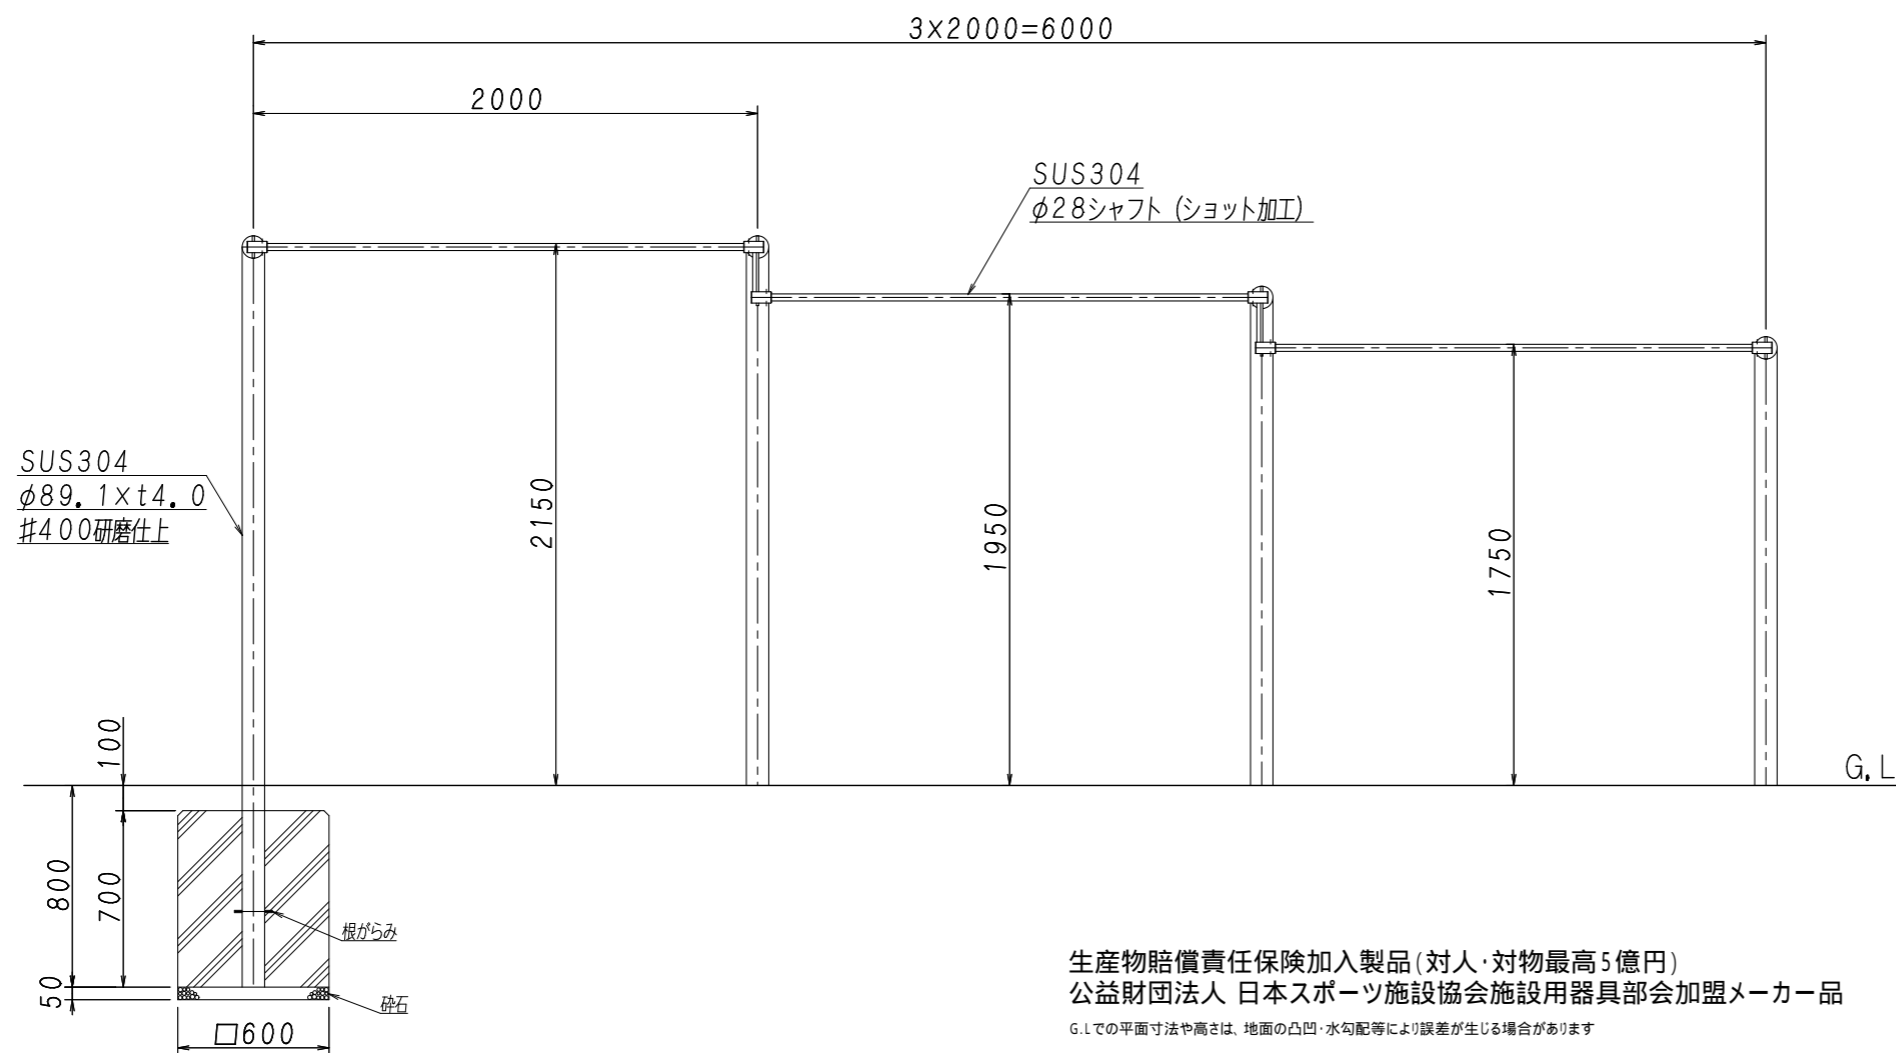 3×2000=6000
2000
SUS304
φ28シャフト (ショット加工)
SUS304
φ89.1×t4.0
#400研磨仕上
2150
1950
1750
100
G.L
800
700
根がらみ
50
砕石
□600
生産物賠償責任保険加入製品(対人・対物最高5億円)
公益財団法人 日本スポーツ施設協会施設用器具部会加盟メーカー品
G.Lでの平面寸法や高さは、地面の凸凹・水勾配等により誤差が生じる場合があります